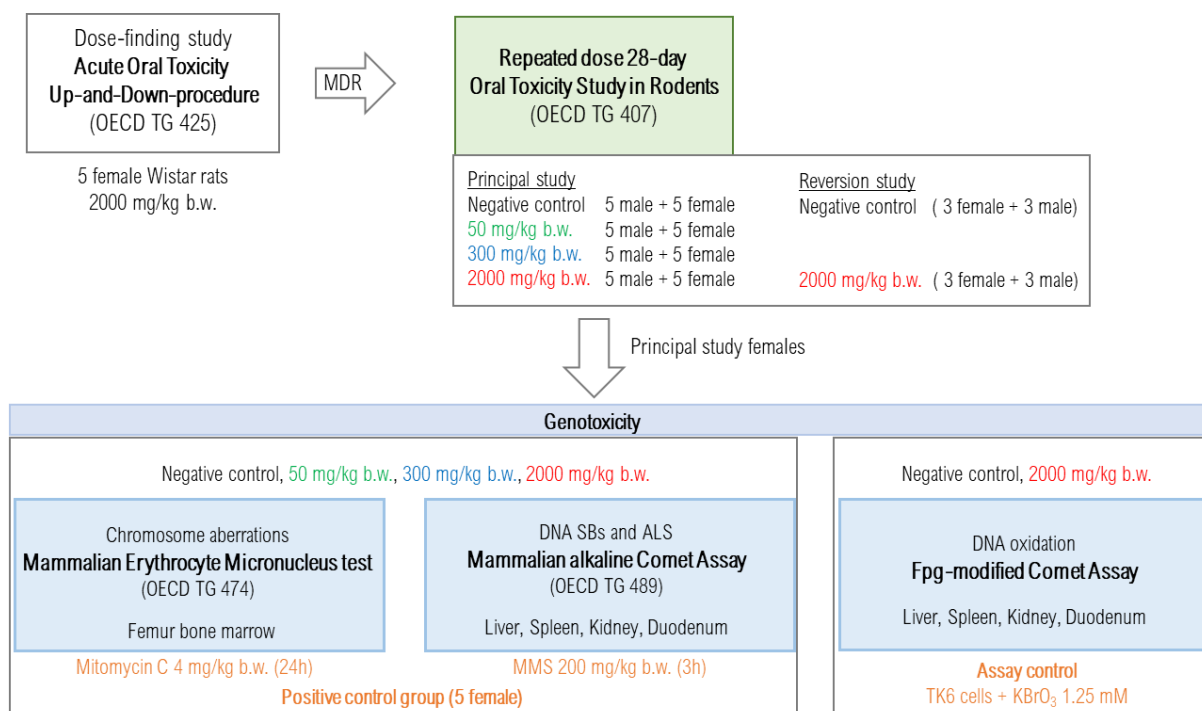 Dose-finding study
Acute Oral Toxicity
Up-and-Down-procedure
(OECD TG 425)
5 female Wistar rats
2000 mg/kg b.w.
MDR
Repeated dose 28-day
Oral Toxicity Study in Rodents
(OECD TG 407)
Principal study
Negative control 5 male + 5 female
50 mg/kg b.w. 5 male + 5 female
300 mg/kg b.w. 5 male + 5 female
2000 mg/kg b.w. 5 male + 5 female
Reversion study
Negative control ( 3 female + 3 male)
2000 mg/kg b.w. ( 3 female + 3 male)
Principal study females
Genotoxicity
Negative control, 50 mg/kg b.w., 300 mg/kg b.w., 2000 mg/kg b.w.
Chromosome aberrations
Mammalian Erythrocyte Micronucleus test
(OECD TG 474)
Femur bone marrow
Mitomycin C 4 mg/kg b.w. (24h)
DNA SBs and ALS
Mammalian alkaline Comet Assay
(OECD TG 489)
Liver, Spleen, Kidney, Duodenum
MMS 200 mg/kg b.w. (3h)
Positive control group (5 female)
Negative control, 2000 mg/kg b.w.
DNA oxidation
Fpg-modified Comet Assay
Liver, Spleen, Kidney, Duodenum
Assay control
TK6 cells + KBrO₃ 1.25 mM